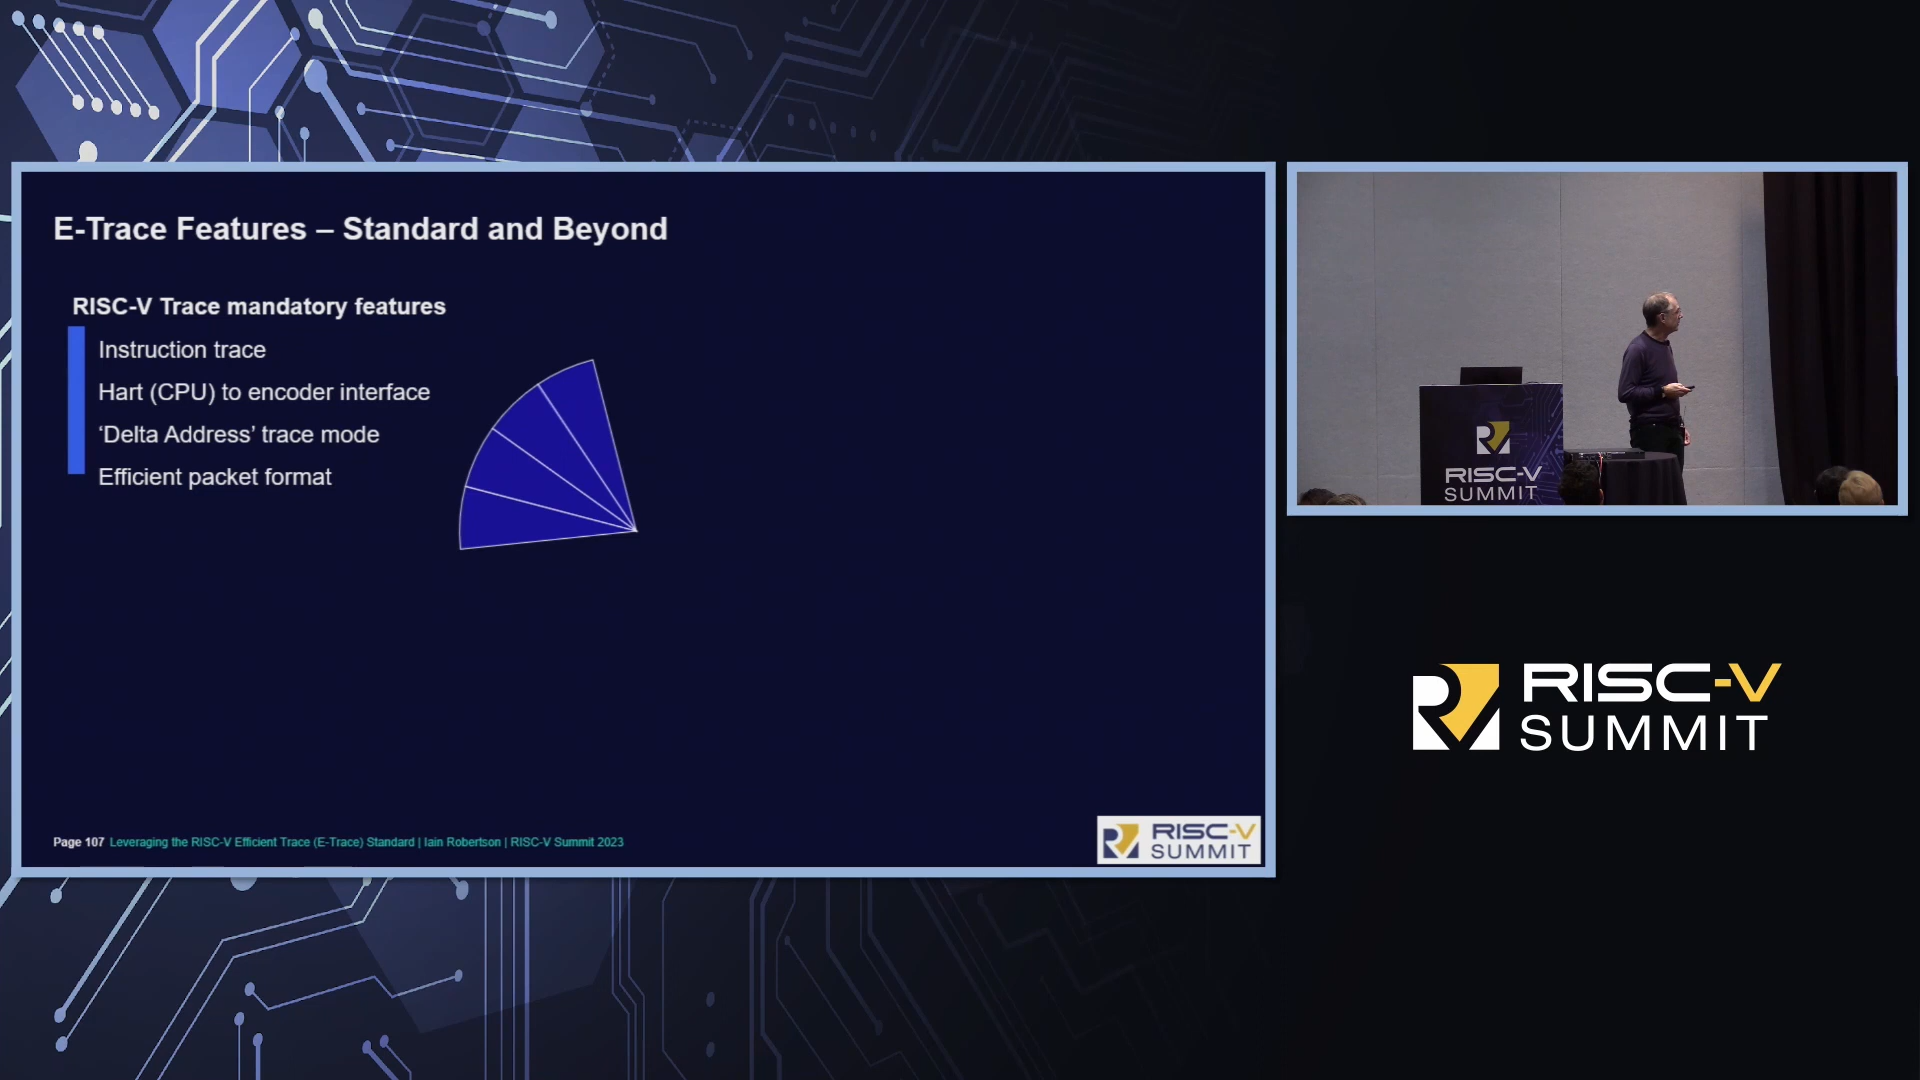 E-Trace Features – Standard and Beyond
RISC-V Trace mandatory features
Instruction trace
Hart (CPU) to encoder interface
‘Delta Address’ trace mode
Efficient packet format
Page 107 Leveraging the RISC-V Efficient Trace (E-Trace) Standard | Iain Robertson | RISC-V Summit 2023
RISC-V
SUMMIT
RISC-V
SUMMIT
RISC-V
SUMMIT